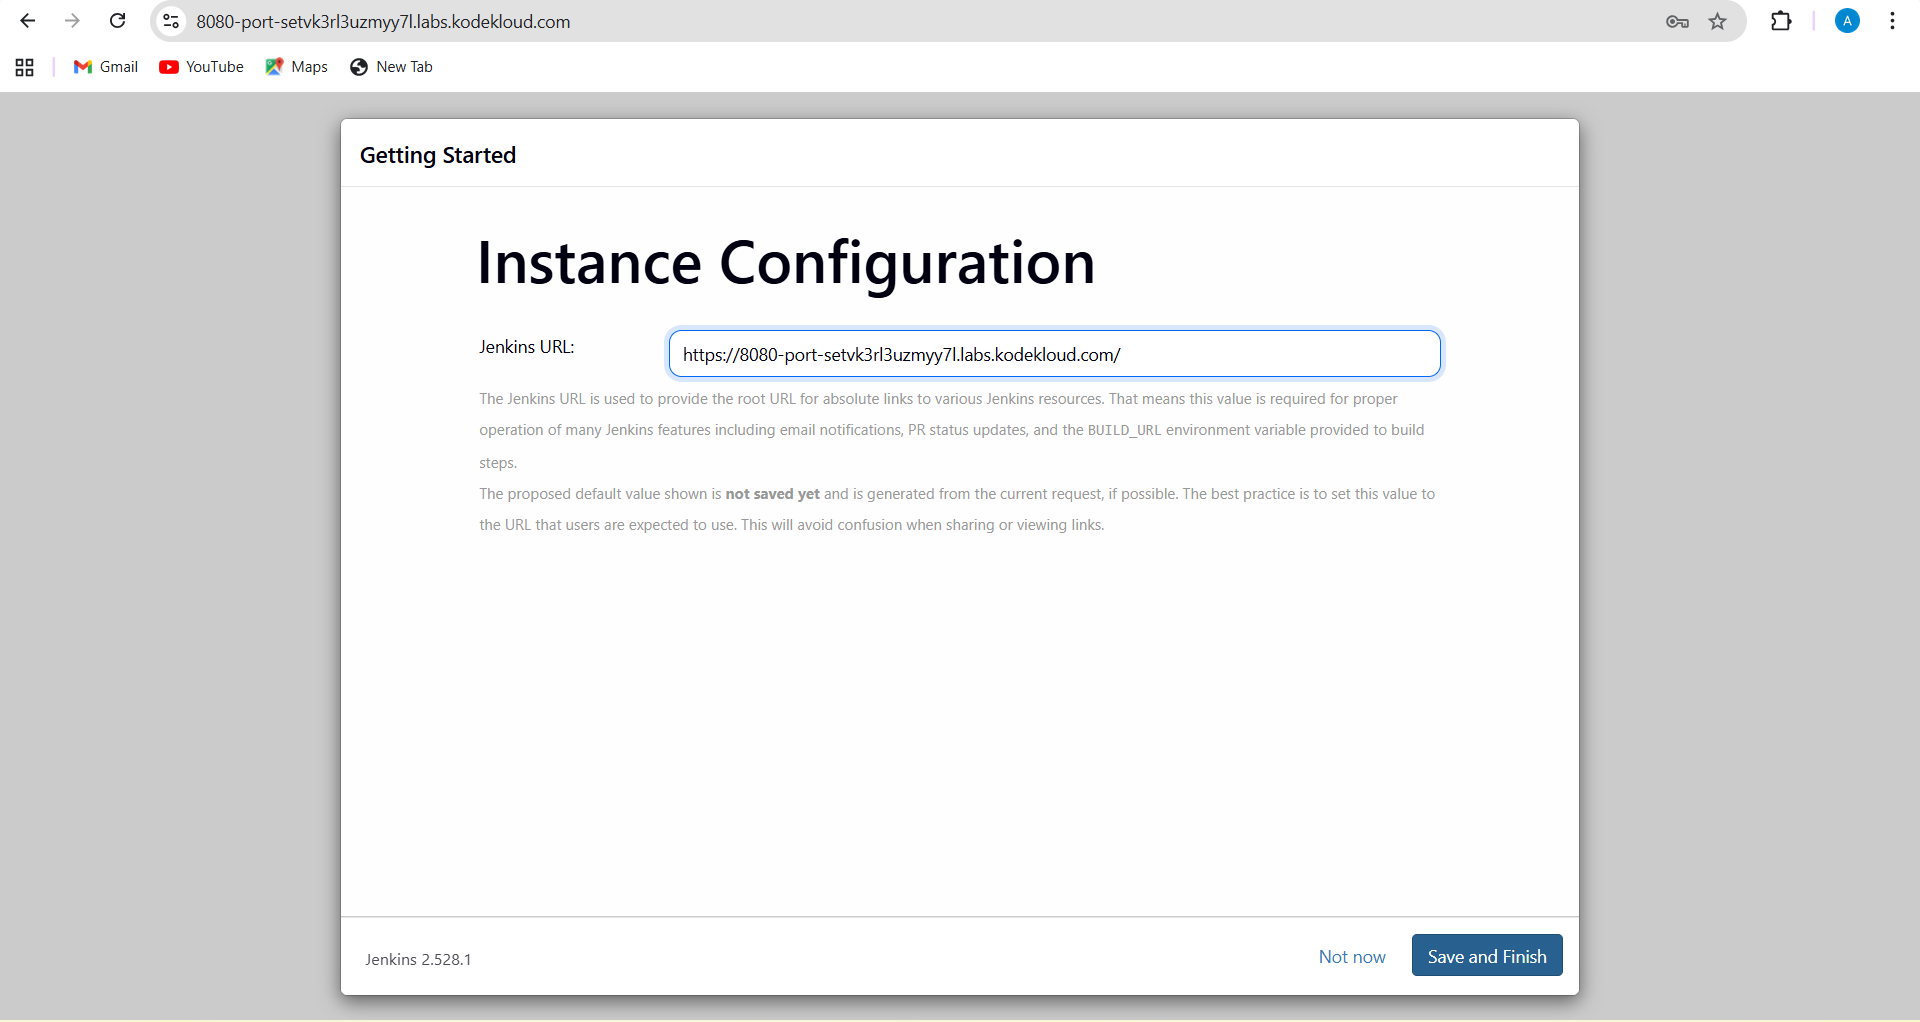 8080-port-setvk3rl3uzmyy7l.labs.kodekloud.com
A
Gmail
YouTube
Maps
New Tab
Getting Started
Instance Configuration
Jenkins URL:
https://8080-port-setvk3rl3uzmyy7l.labs.kodekloud.com/
The Jenkins URL is used to provide the root URL for absolute links to various Jenkins resources. That means this value is required for proper
operation of many Jenkins features including email notifications, PR status updates, and the BUILD_URL environment variable provided to build
steps.
The proposed default value shown is not saved yet and is generated from the current request, if possible. The best practice is to set this value to
the URL that users are expected to use. This will avoid confusion when sharing or viewing links.
Jenkins 2.528.1
Not now
Save and Finish